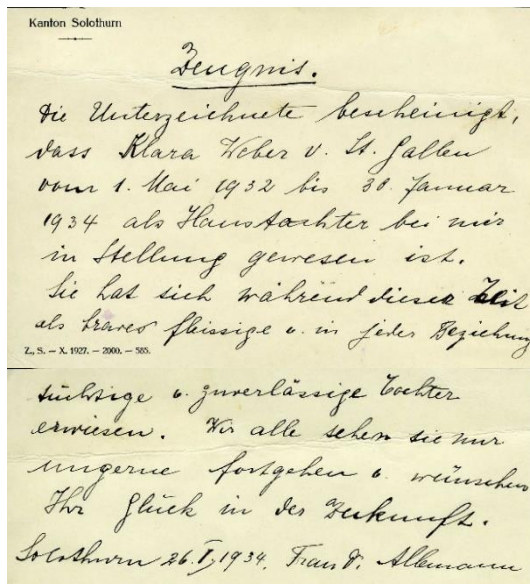 Kanton Solothurn
Zeugnis.
Die Unterzeichnete bescheinigt,
dass Klara Weber v. St. Gallen
vom 1. Mai 1932 bis 30. Januar
1934 als Haustochter bei mir
in Stellung gewesen ist.
Sie hat sich während dieser Zeit
als braves fleissige u. in jeder Beziehung
Z., S. – X. 1927. – 2000. – 585.
tüchtige u. zuverlässige Tochter
erwiesen. Wir alle sehen sie nur
ungerne fortgehen u. wünschen
Ihr Glück in der Zukunft.
Solothurn 26.I.1934. Frau Allemann